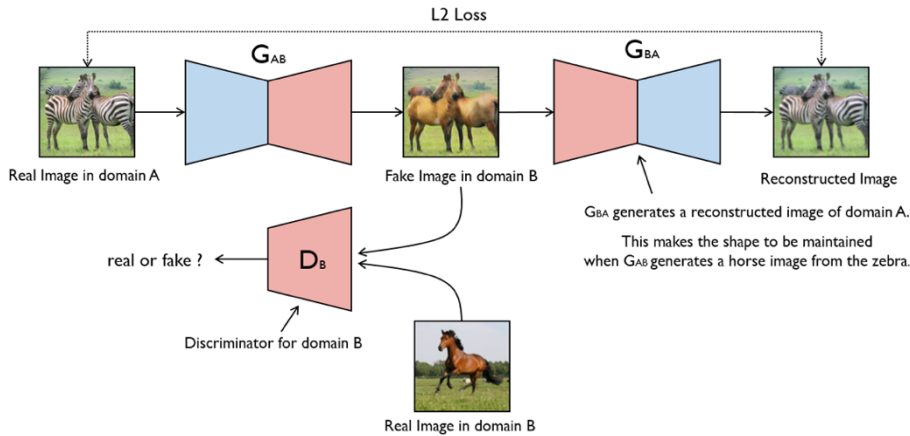 L2 Loss
GAB
GBA
Real Image in domain A
Fake Image in domain B
Reconstructed Image
GBA generates a reconstructed image of domain A.
This makes the shape to be maintained
when GAB generates a horse image from the zebra.
real or fake ?
DB
Discriminator for domain B
Real Image in domain B